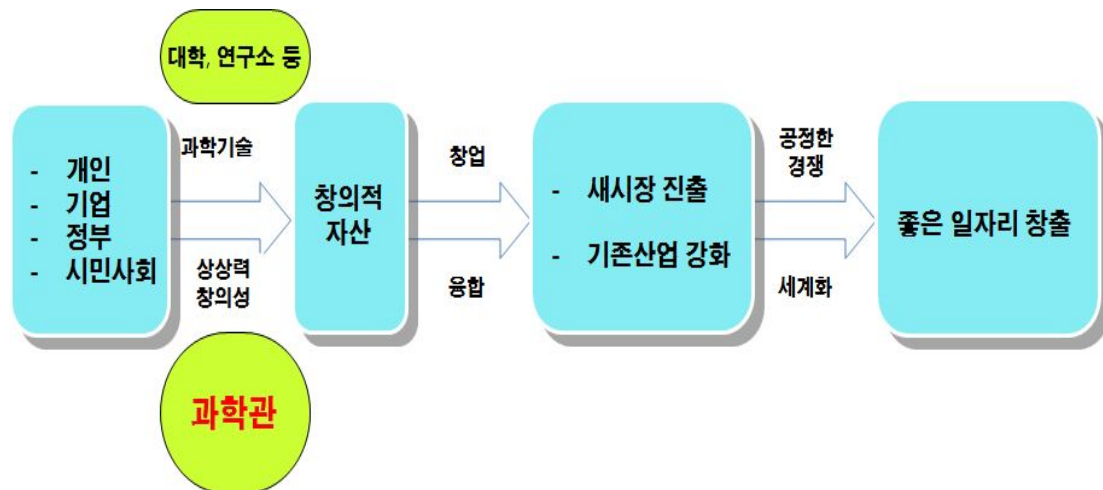 대학, 연구소 등
- 개인
- 기업
- 정부
- 시민사회
과학기술
상상력
창의성
과학관
창의적
자산
창업
융합
- 새시장 진출
- 기존산업 강화
공정한
경쟁
세계화
좋은 일자리 창출